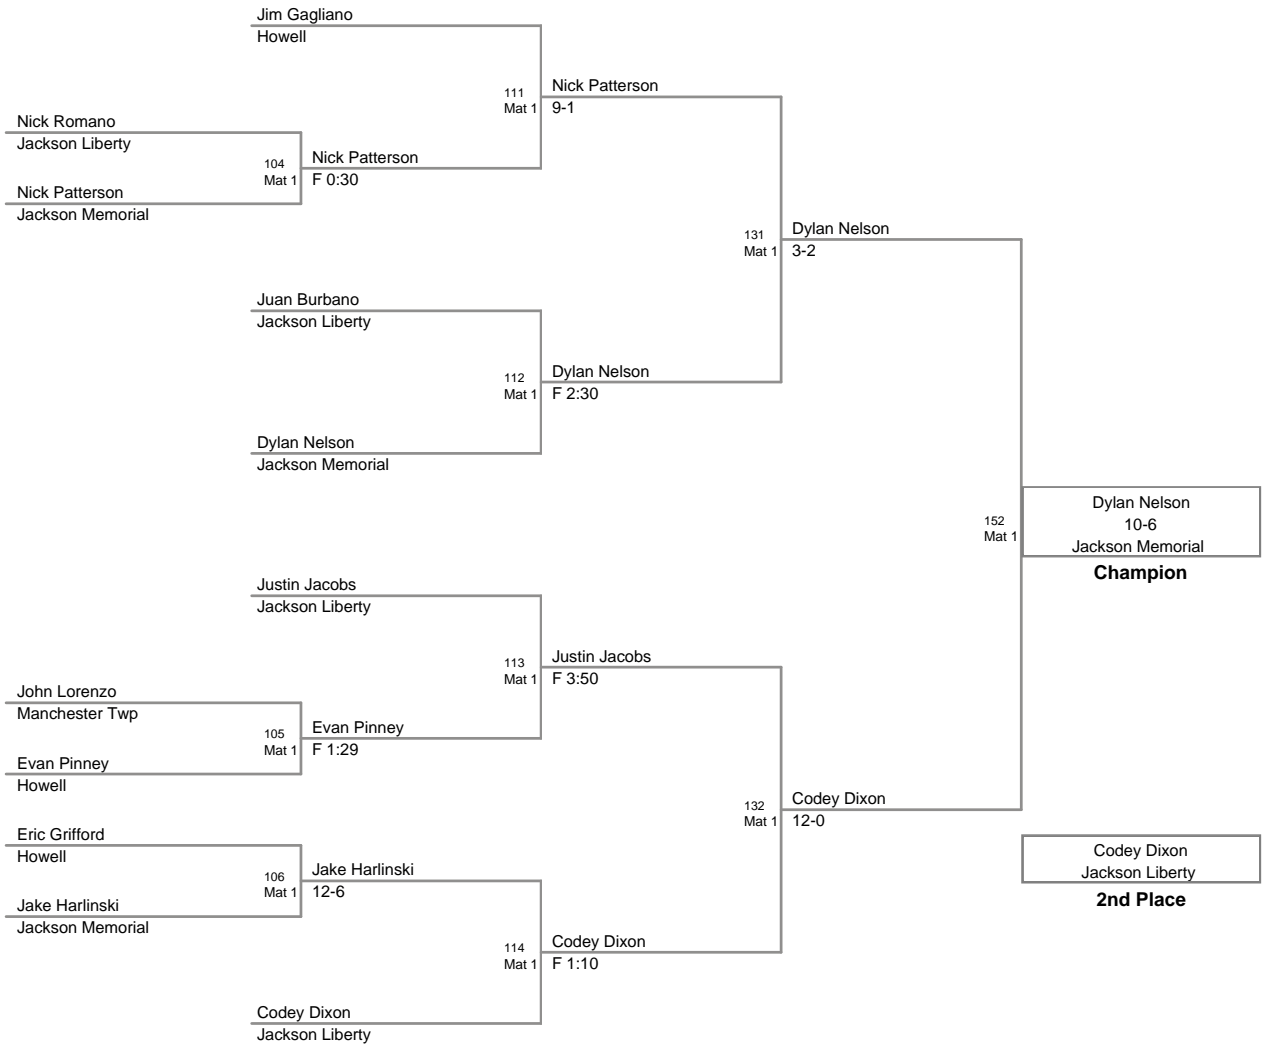 Jim Gagliano
Howell
111
Mat 1
Nick Patterson
9-1
Nick Romano
Jackson Liberty
104
Mat 1
Nick Patterson
F 0:30
Nick Patterson
Jackson Memorial
131
Mat 1
Dylan Nelson
3-2
Juan Burbano
Jackson Liberty
112
Mat 1
Dylan Nelson
F 2:30
Dylan Nelson
Jackson Memorial
152
Mat 1
Dylan Nelson
10-6
Jackson Memorial
Champion
Justin Jacobs
Jackson Liberty
113
Mat 1
Justin Jacobs
F 3:50
John Lorenzo
Manchester Twp
105
Mat 1
Evan Pinney
F 1:29
Evan Pinney
Howell
132
Mat 1
Codey Dixon
12-0
Eric Grifford
Howell
106
Mat 1
Jake Harlinski
12-6
Jake Harlinski
Jackson Memorial
Codey Dixon
Jackson Liberty
2nd Place
114
Mat 1
Codey Dixon
F 1:10
Codey Dixon
Jackson Liberty